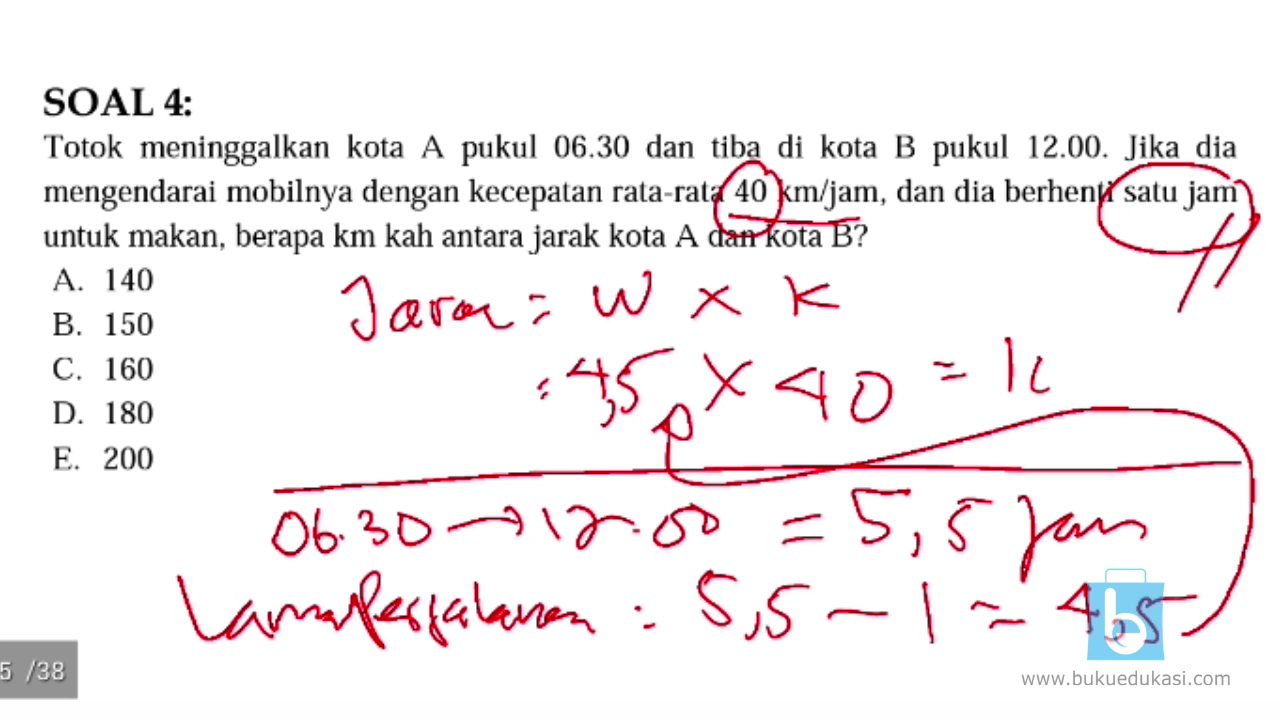 SOAL 4:
Totok meninggalkan kota A pukul 06.30 dan tiba di kota B pukul 12.00. Jika dia
mengendarai mobilnya dengan kecepatan rata-rata 40 km/jam, dan dia berhenti satu jam
untuk makan, berapa km kah antara jarak kota A dan kota B?
A. 140
B. 150
C. 160
D. 180
E. 200
Jarak = W x K
= 4,5 x 40 = 1
06.30 → 12.00 = 5,5 Jam
Lama Perjalanan : 5,5 - 1 = 4,5
b
5 /38
www.bukuedukasi.com